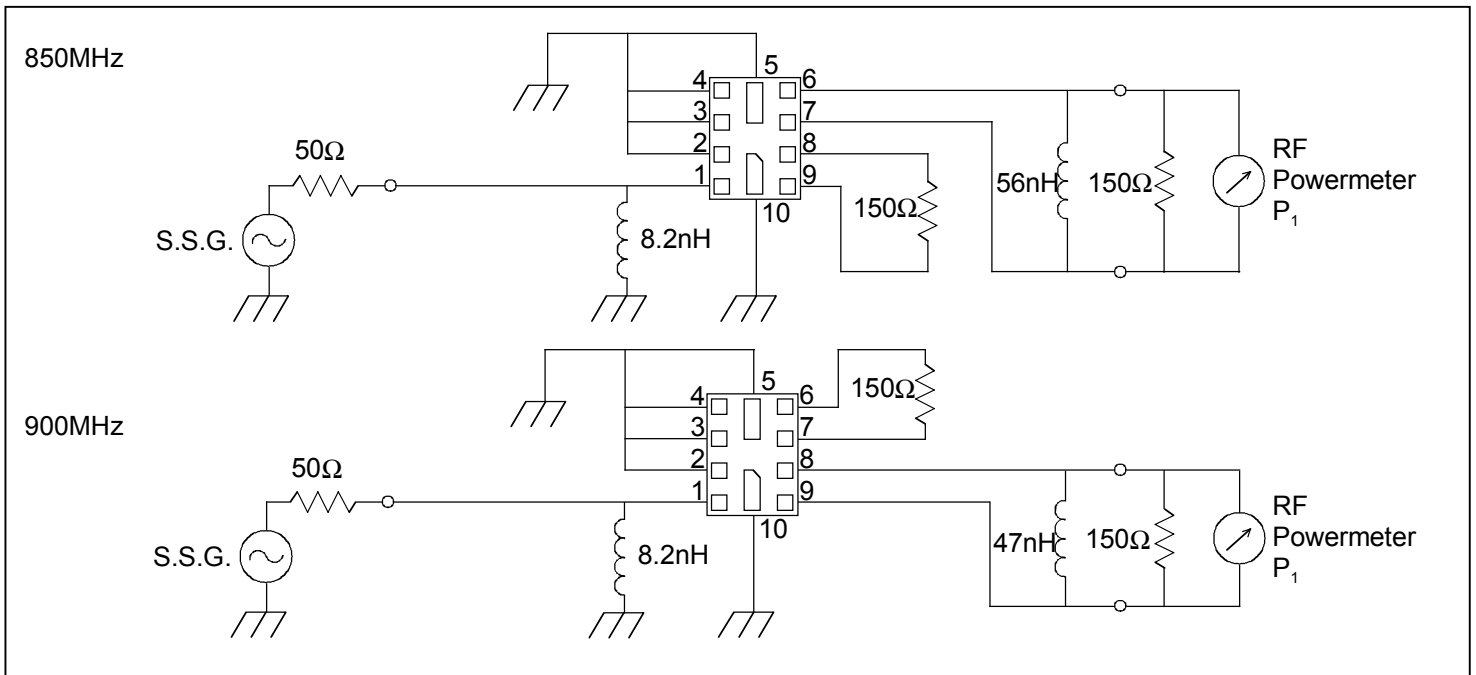 850MHz
50Ω
S.S.G.
8.2nH
4
3
2
1
5
10
6
7
8
9
150Ω
56nH
150Ω
RF
Powermeter
P₁
900MHz
50Ω
S.S.G.
8.2nH
4
3
2
1
5
10
6
7
8
9
150Ω
47nH
150Ω
RF
Powermeter
P₁